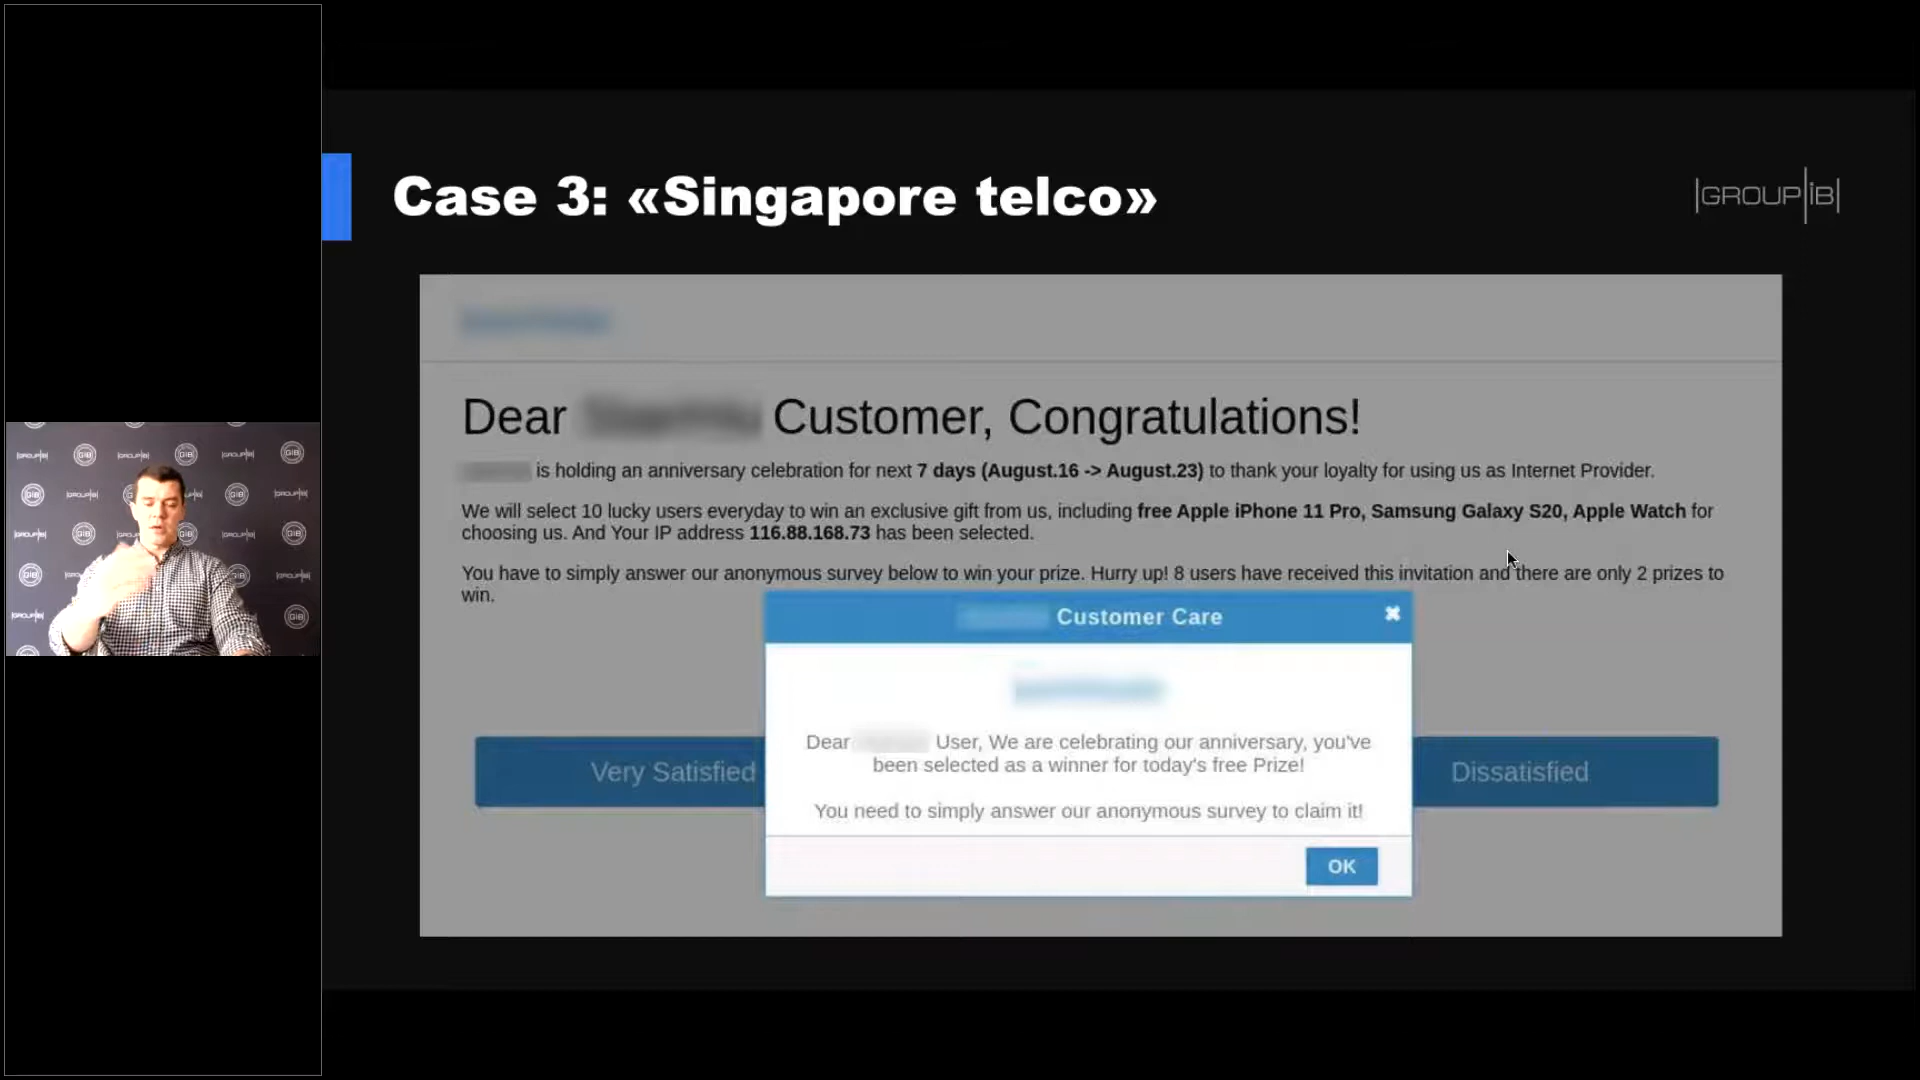 Case 3: «Singapore telco»
|GROUP|iB|
Dear Customer, Congratulations!
is holding an anniversary celebration for next 7 days (August.16 -> August.23) to thank your loyalty for using us as Internet Provider.
We will select 10 lucky users everyday to win an exclusive gift from us, including free Apple iPhone 11 Pro, Samsung Galaxy S20, Apple Watch for
choosing us. And Your IP address 116.88.168.73 has been selected.
You have to simply answer our anonymous survey below to win your prize. Hurry up! 8 users have received this invitation and there are only 2 prizes to
win.
Customer Care
Dear User, We are celebrating our anniversary, you've
been selected as a winner for today's free Prize!
You need to simply answer our anonymous survey to claim it!
OK
Very Satisfied
Dissatisfied